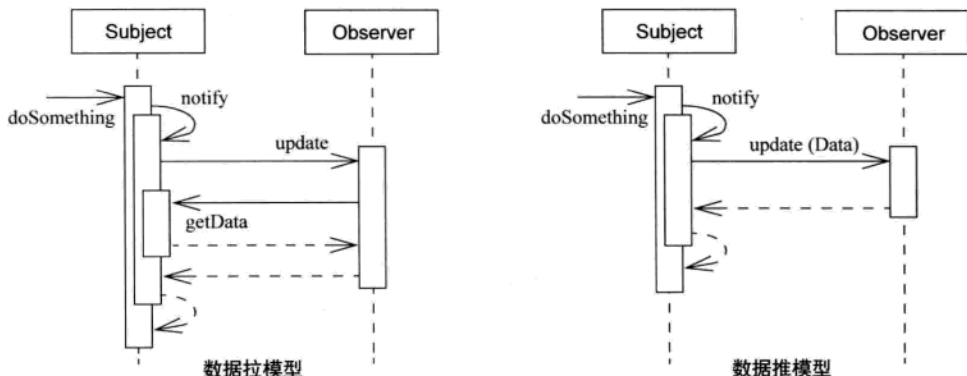 Subject
Observer
notify
doSomething
update
getData
数据拉模型
Subject
Observer
notify
doSomething
update (Data)
数据推模型